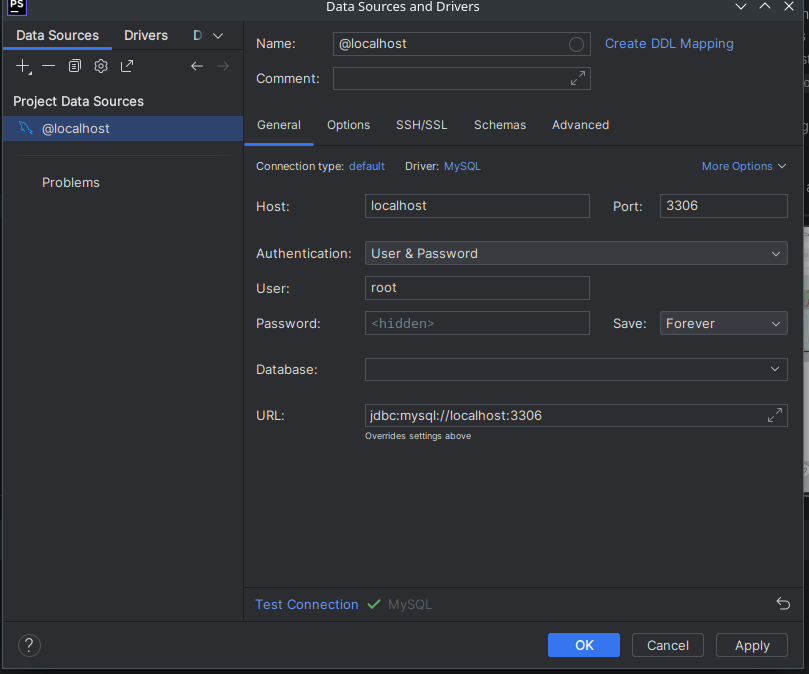 PS
Data Sources and Drivers
Data Sources Drivers D
Name: @localhost Create DDL Mapping
Comment:
Project Data Sources
@localhost
Problems
General Options SSH/SSL Schemas Advanced
Connection type: default Driver: MySQL More Options
Host: localhost Port: 3306
Authentication: User & Password
User: root
Password: <hidden> Save: Forever
Database:
URL: jdbc:mysql://localhost:3306
Overrides settings above
Test Connection MySQL
? OK Cancel Apply